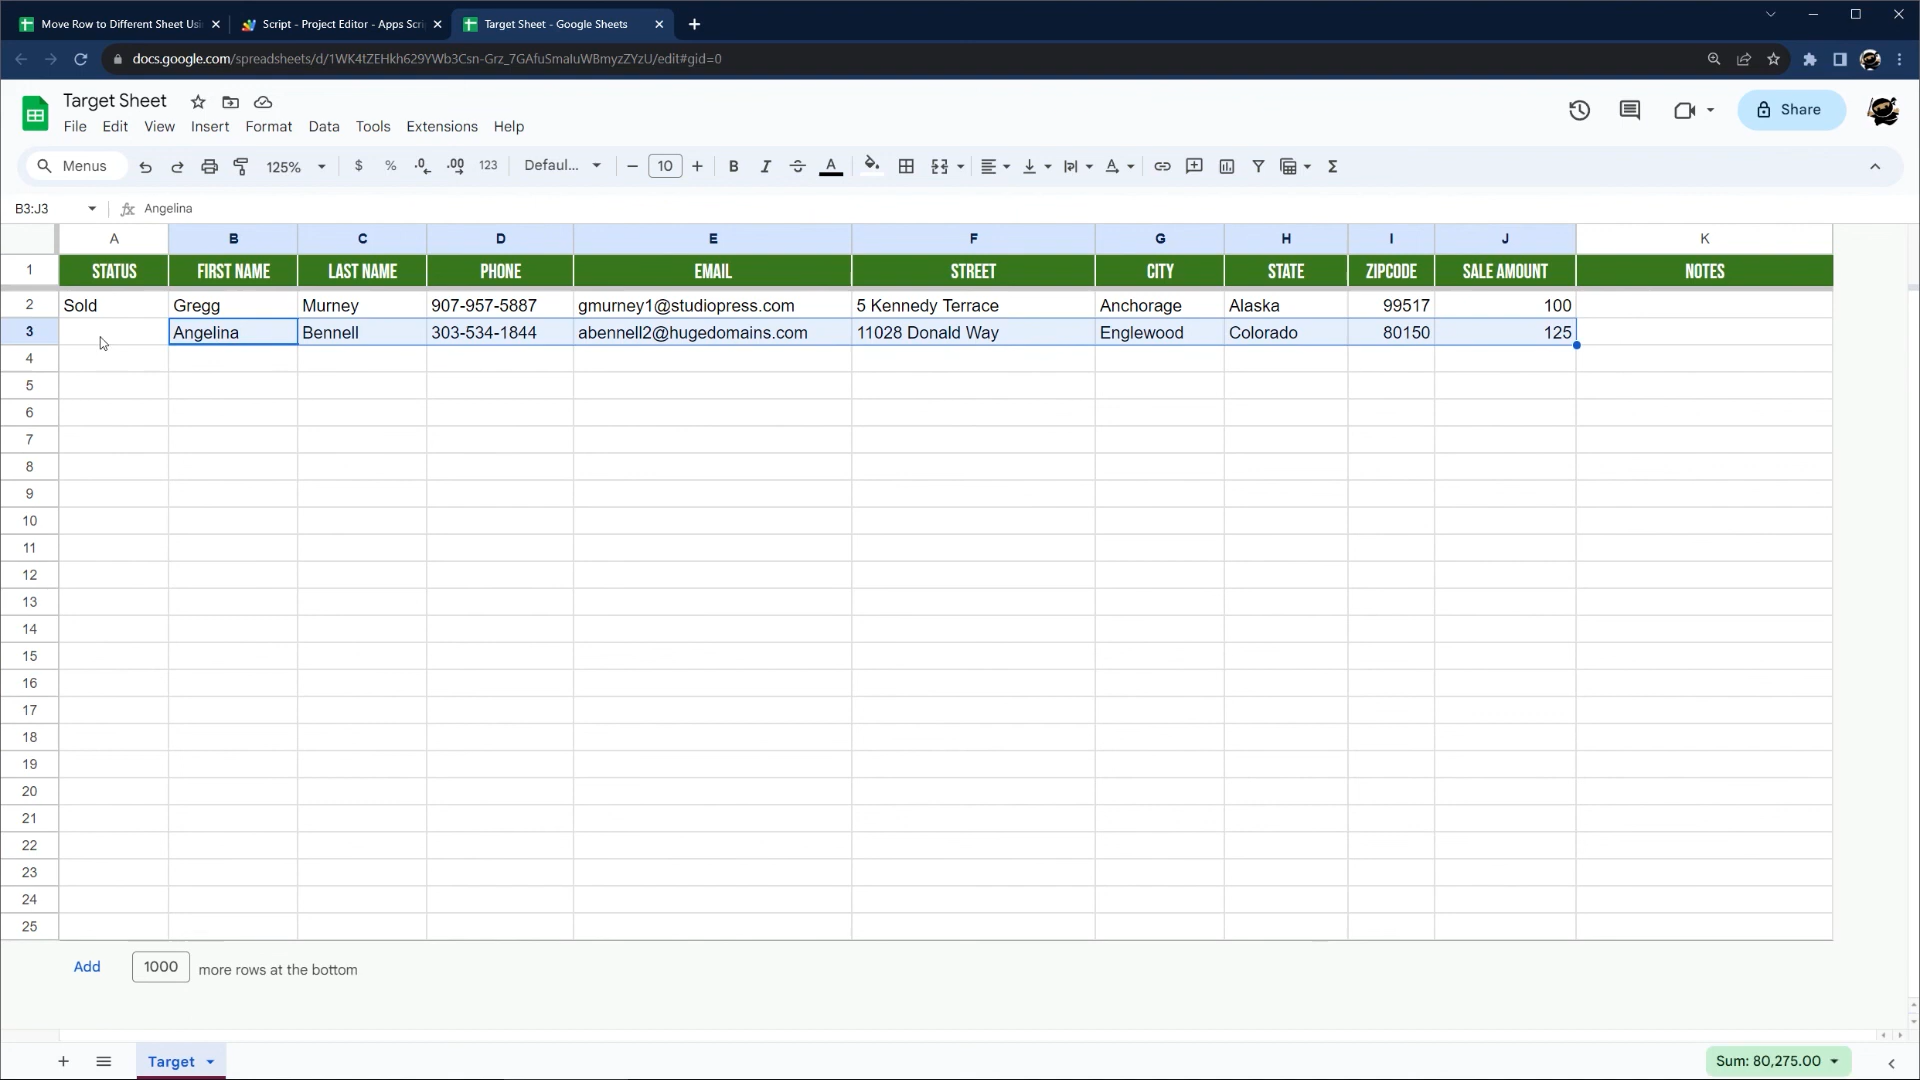 Move Row to Different Sheet Usi
Script - Project Editor - Apps Scri
Target Sheet - Google Sheets
docs.google.com/spreadsheets/d/1WK4tZEHkh629YWb3Csn-Grz_7GAfuSmaIuWBmyzZYzU/edit#gid=0
Target Sheet
File Edit View Insert Format Data Tools Extensions Help
Share
Menus 125% $ % .0 .00 123 Defaul... 10 B I A Σ
B3:J3 fx Angelina
A B C D E F G H I J K
1 STATUS FIRST NAME LAST NAME PHONE EMAIL STREET CITY STATE ZIPCODE SALE AMOUNT NOTES
2 Sold Gregg Murney 907-957-5887 gmurney1@studiopress.com 5 Kennedy Terrace Anchorage Alaska 99517 100
3 Angelina Bennell 303-534-1844 abennell2@hugedomains.com 11028 Donald Way Englewood Colorado 80150 125
4
5
6
7
8
9
10
11
12
13
14
15
16
17
18
19
20
21
22
23
24
25
Add 1000 more rows at the bottom
Target
Sum: 80,275.00